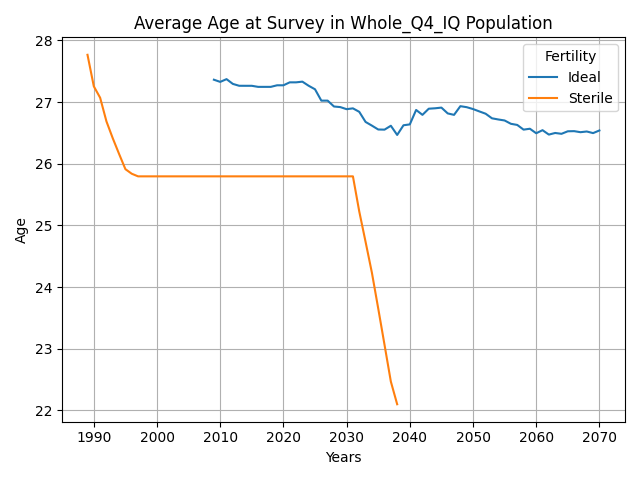 Average Age at Survey in Whole_Q4_IQ Population
28
27
26
25
24
23
22
Age
Fertility
Ideal
Sterile
1990 2000 2010 2020 2030 2040 2050 2060 2070
Years